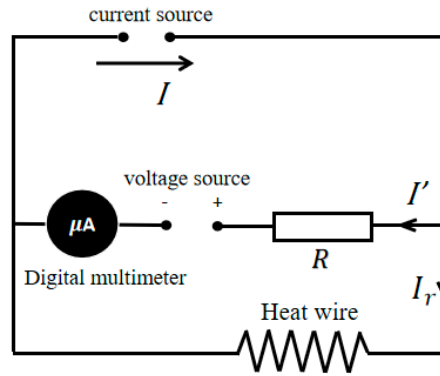 current source
I
voltage source
- +
I'
μA
R
Digital multimeter
I_r
Heat wire